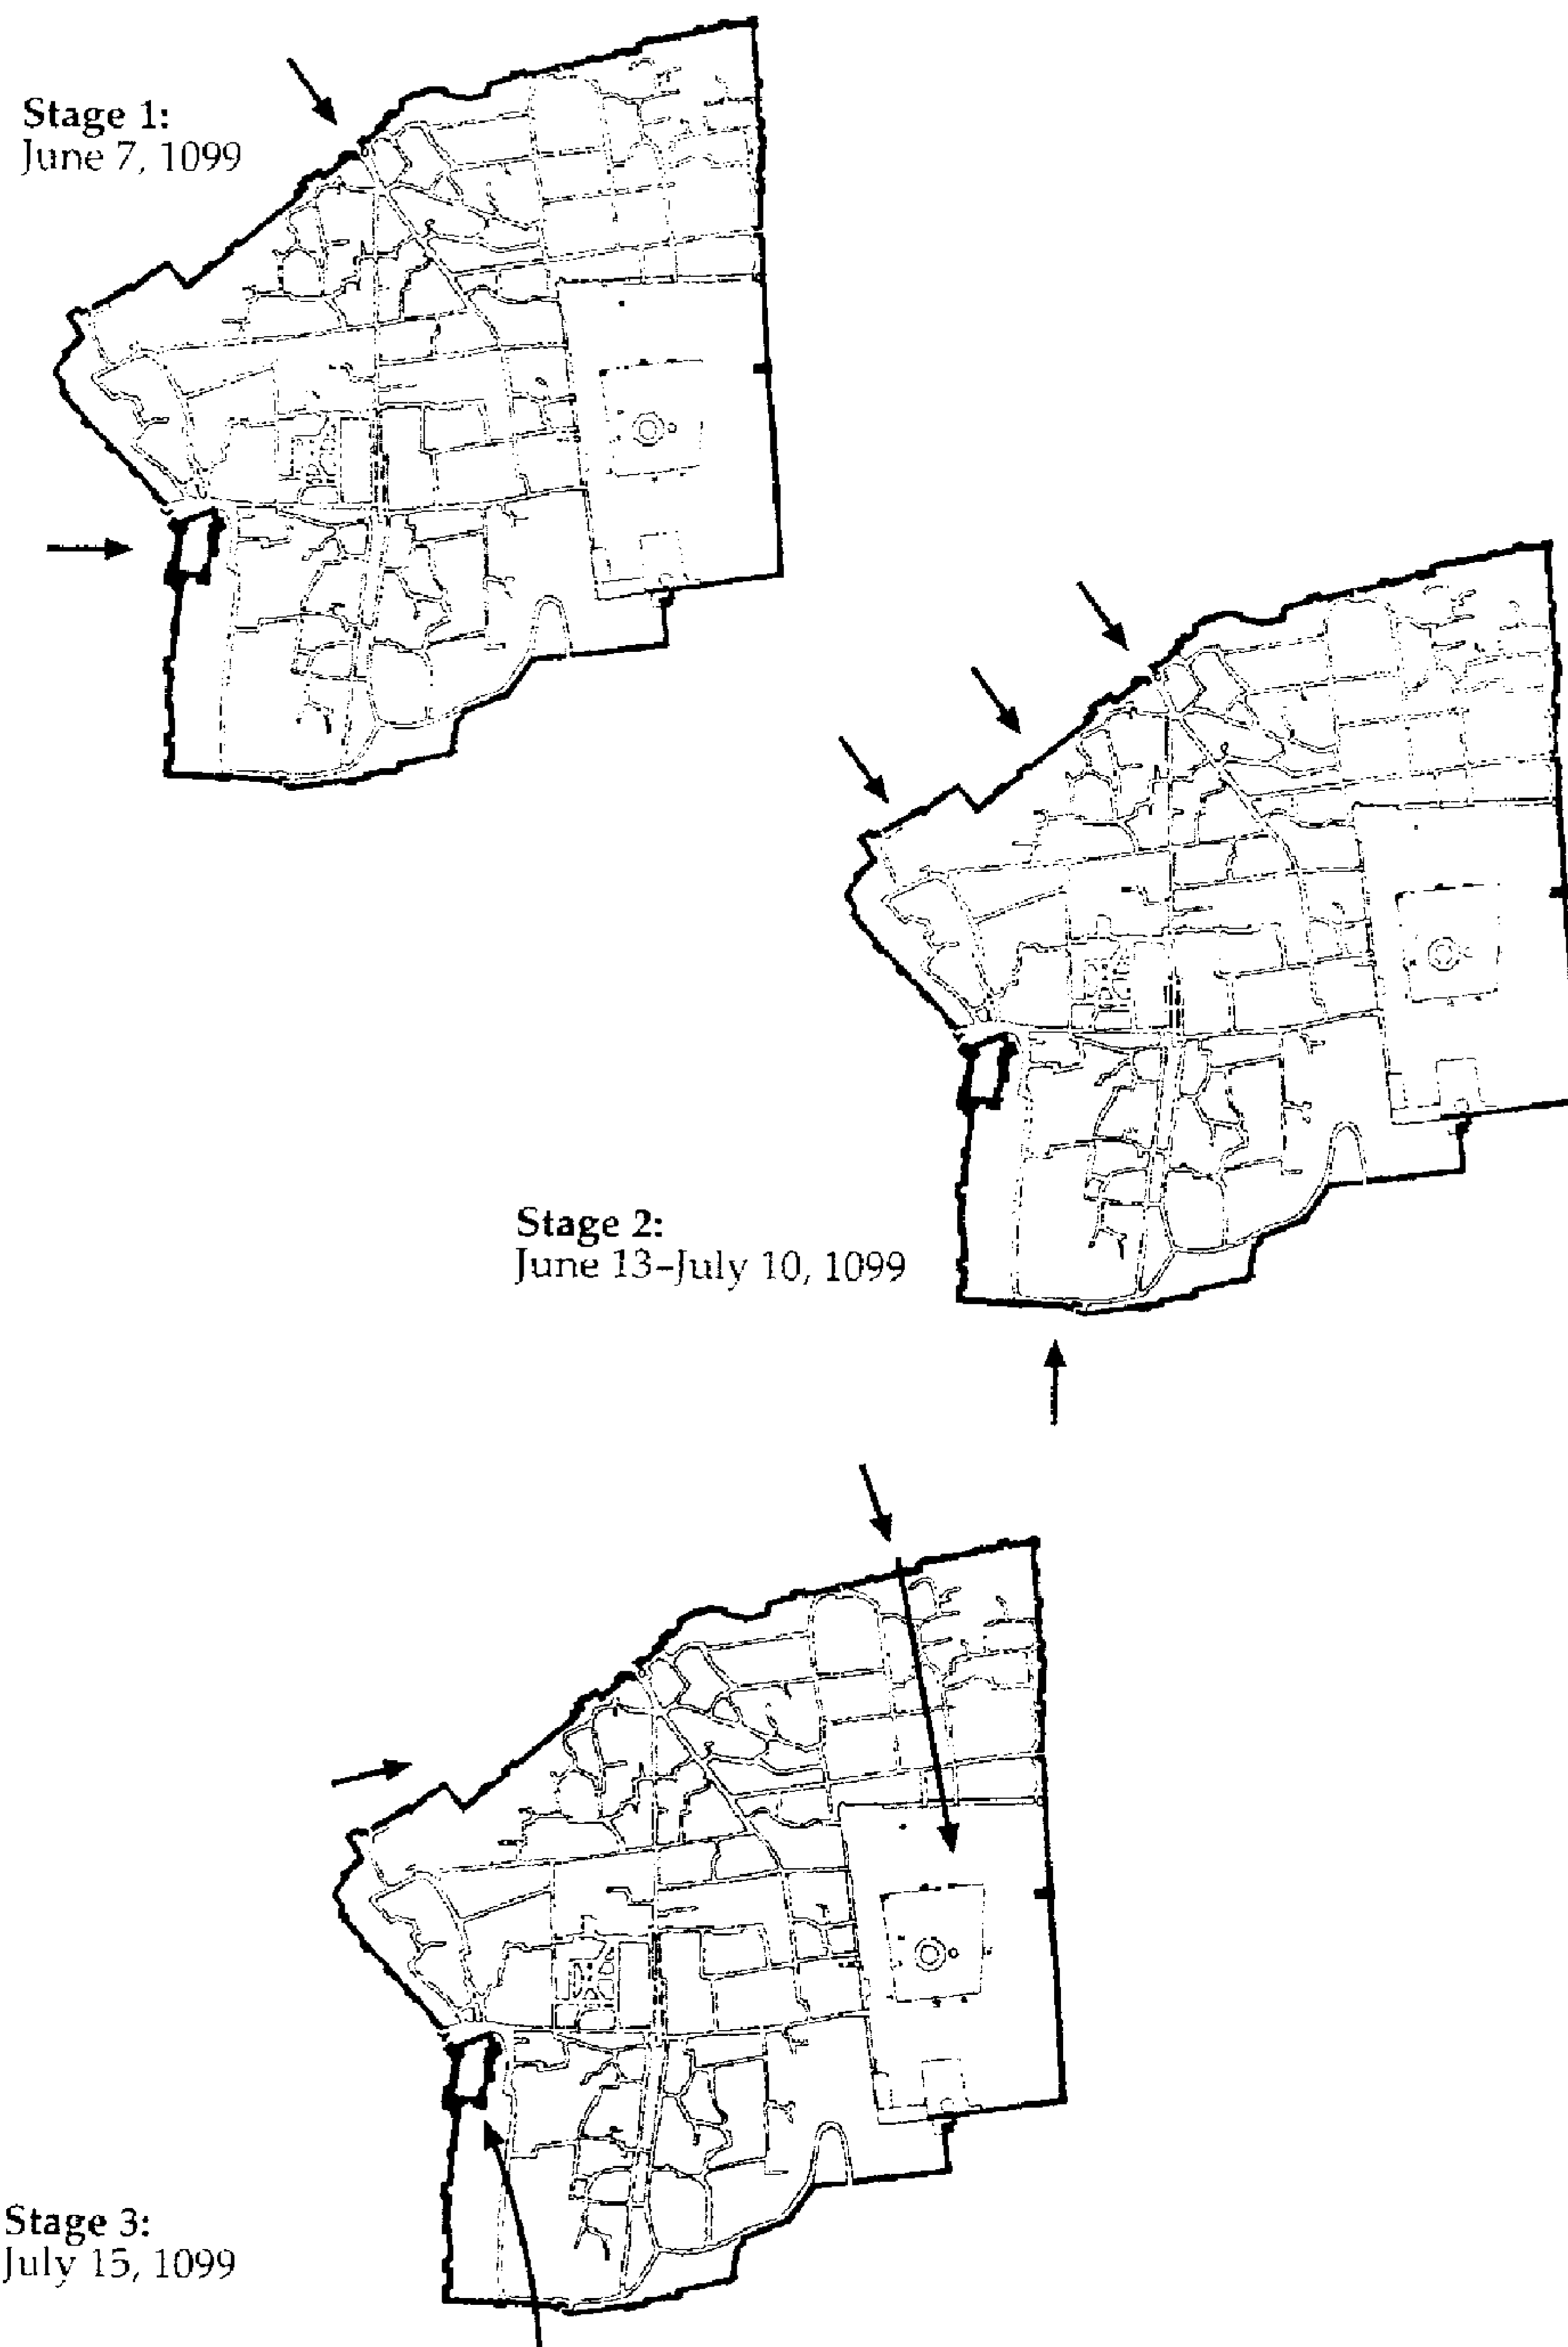 Stage 1:
June 7, 1099
Stage 2:
June 13–July 10, 1099
Stage 3:
July 15, 1099